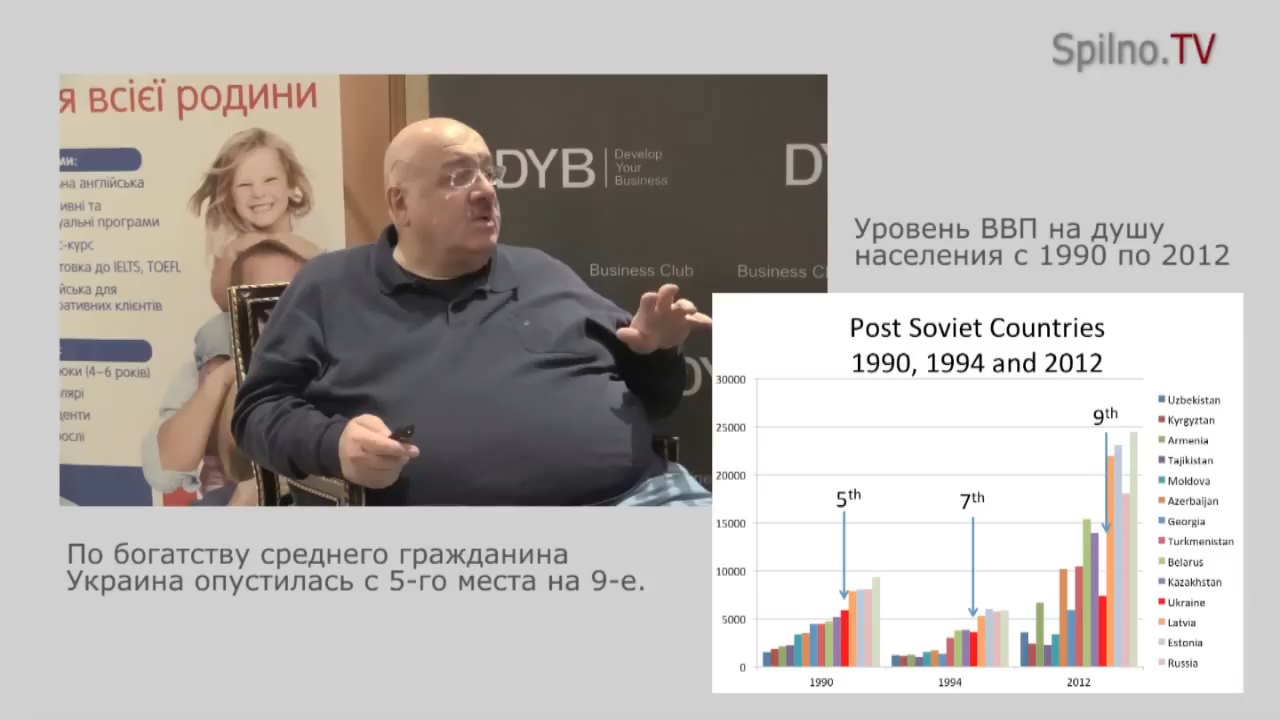 Spilno.TV
я всієї родини
ми:
на англійська
ивні та
уальні програми
с-курс
товка до IELTS, TOEFL
йська для
ративних клієнтів
:
роки (4–6 років)
лярі
денти
рослі
DYB
Develop
Your
Business
DY
Business Club
Business Cl
Уровень ВВП на душу
населения с 1990 по 2012
По богатству среднего гражданина
Украина опустилась с 5-го места на 9-е.
Post Soviet Countries
1990, 1994 and 2012
30000
25000
20000
15000
10000
5000
0
5th
7th
9th
1990
1994
2012
Uzbekistan
Kyrgyztan
Armenia
Tajikistan
Moldova
Azerbaijan
Georgia
Turkmenistan
Belarus
Kazakhstan
Ukraine
Latvia
Estonia
Russia